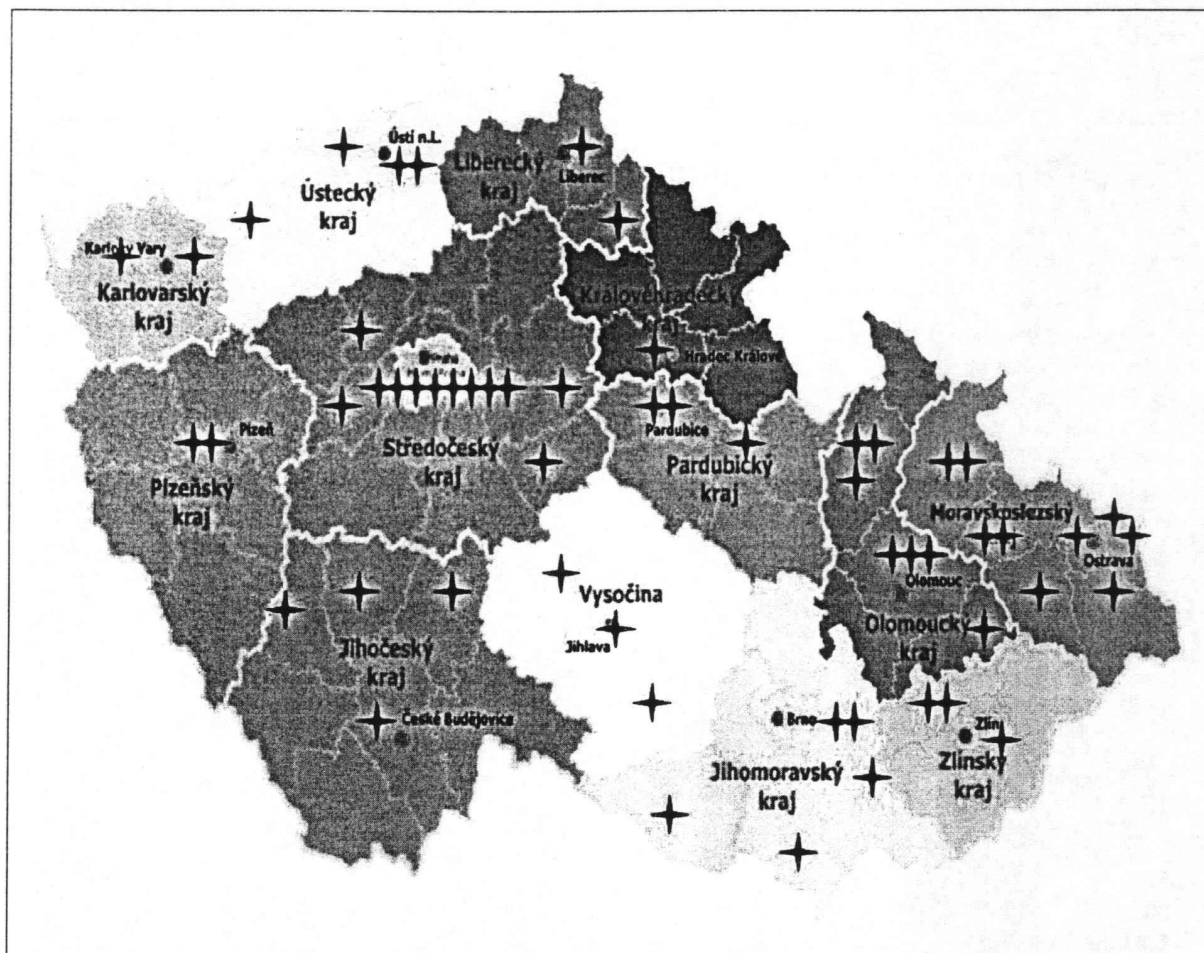 Ústí n.L.
Liberecký
kraj
Liberec
Ústecký
kraj
Karlovy Vary
Karlovarský
kraj
Královéhradecký
kraj
Hradec Králové
Praha
Pardubice
Plzeň
Středočeský
kraj
Pardubický
kraj
Plzeňský
kraj
Moravskoslezský
Ostrava
Olomouc
Vysočina
Olomoucký
kraj
Jihlava
Jihočeský
kraj
České Budějovice
Brno
Zlín
Zlínský
kraj
Jihomoravský
kraj